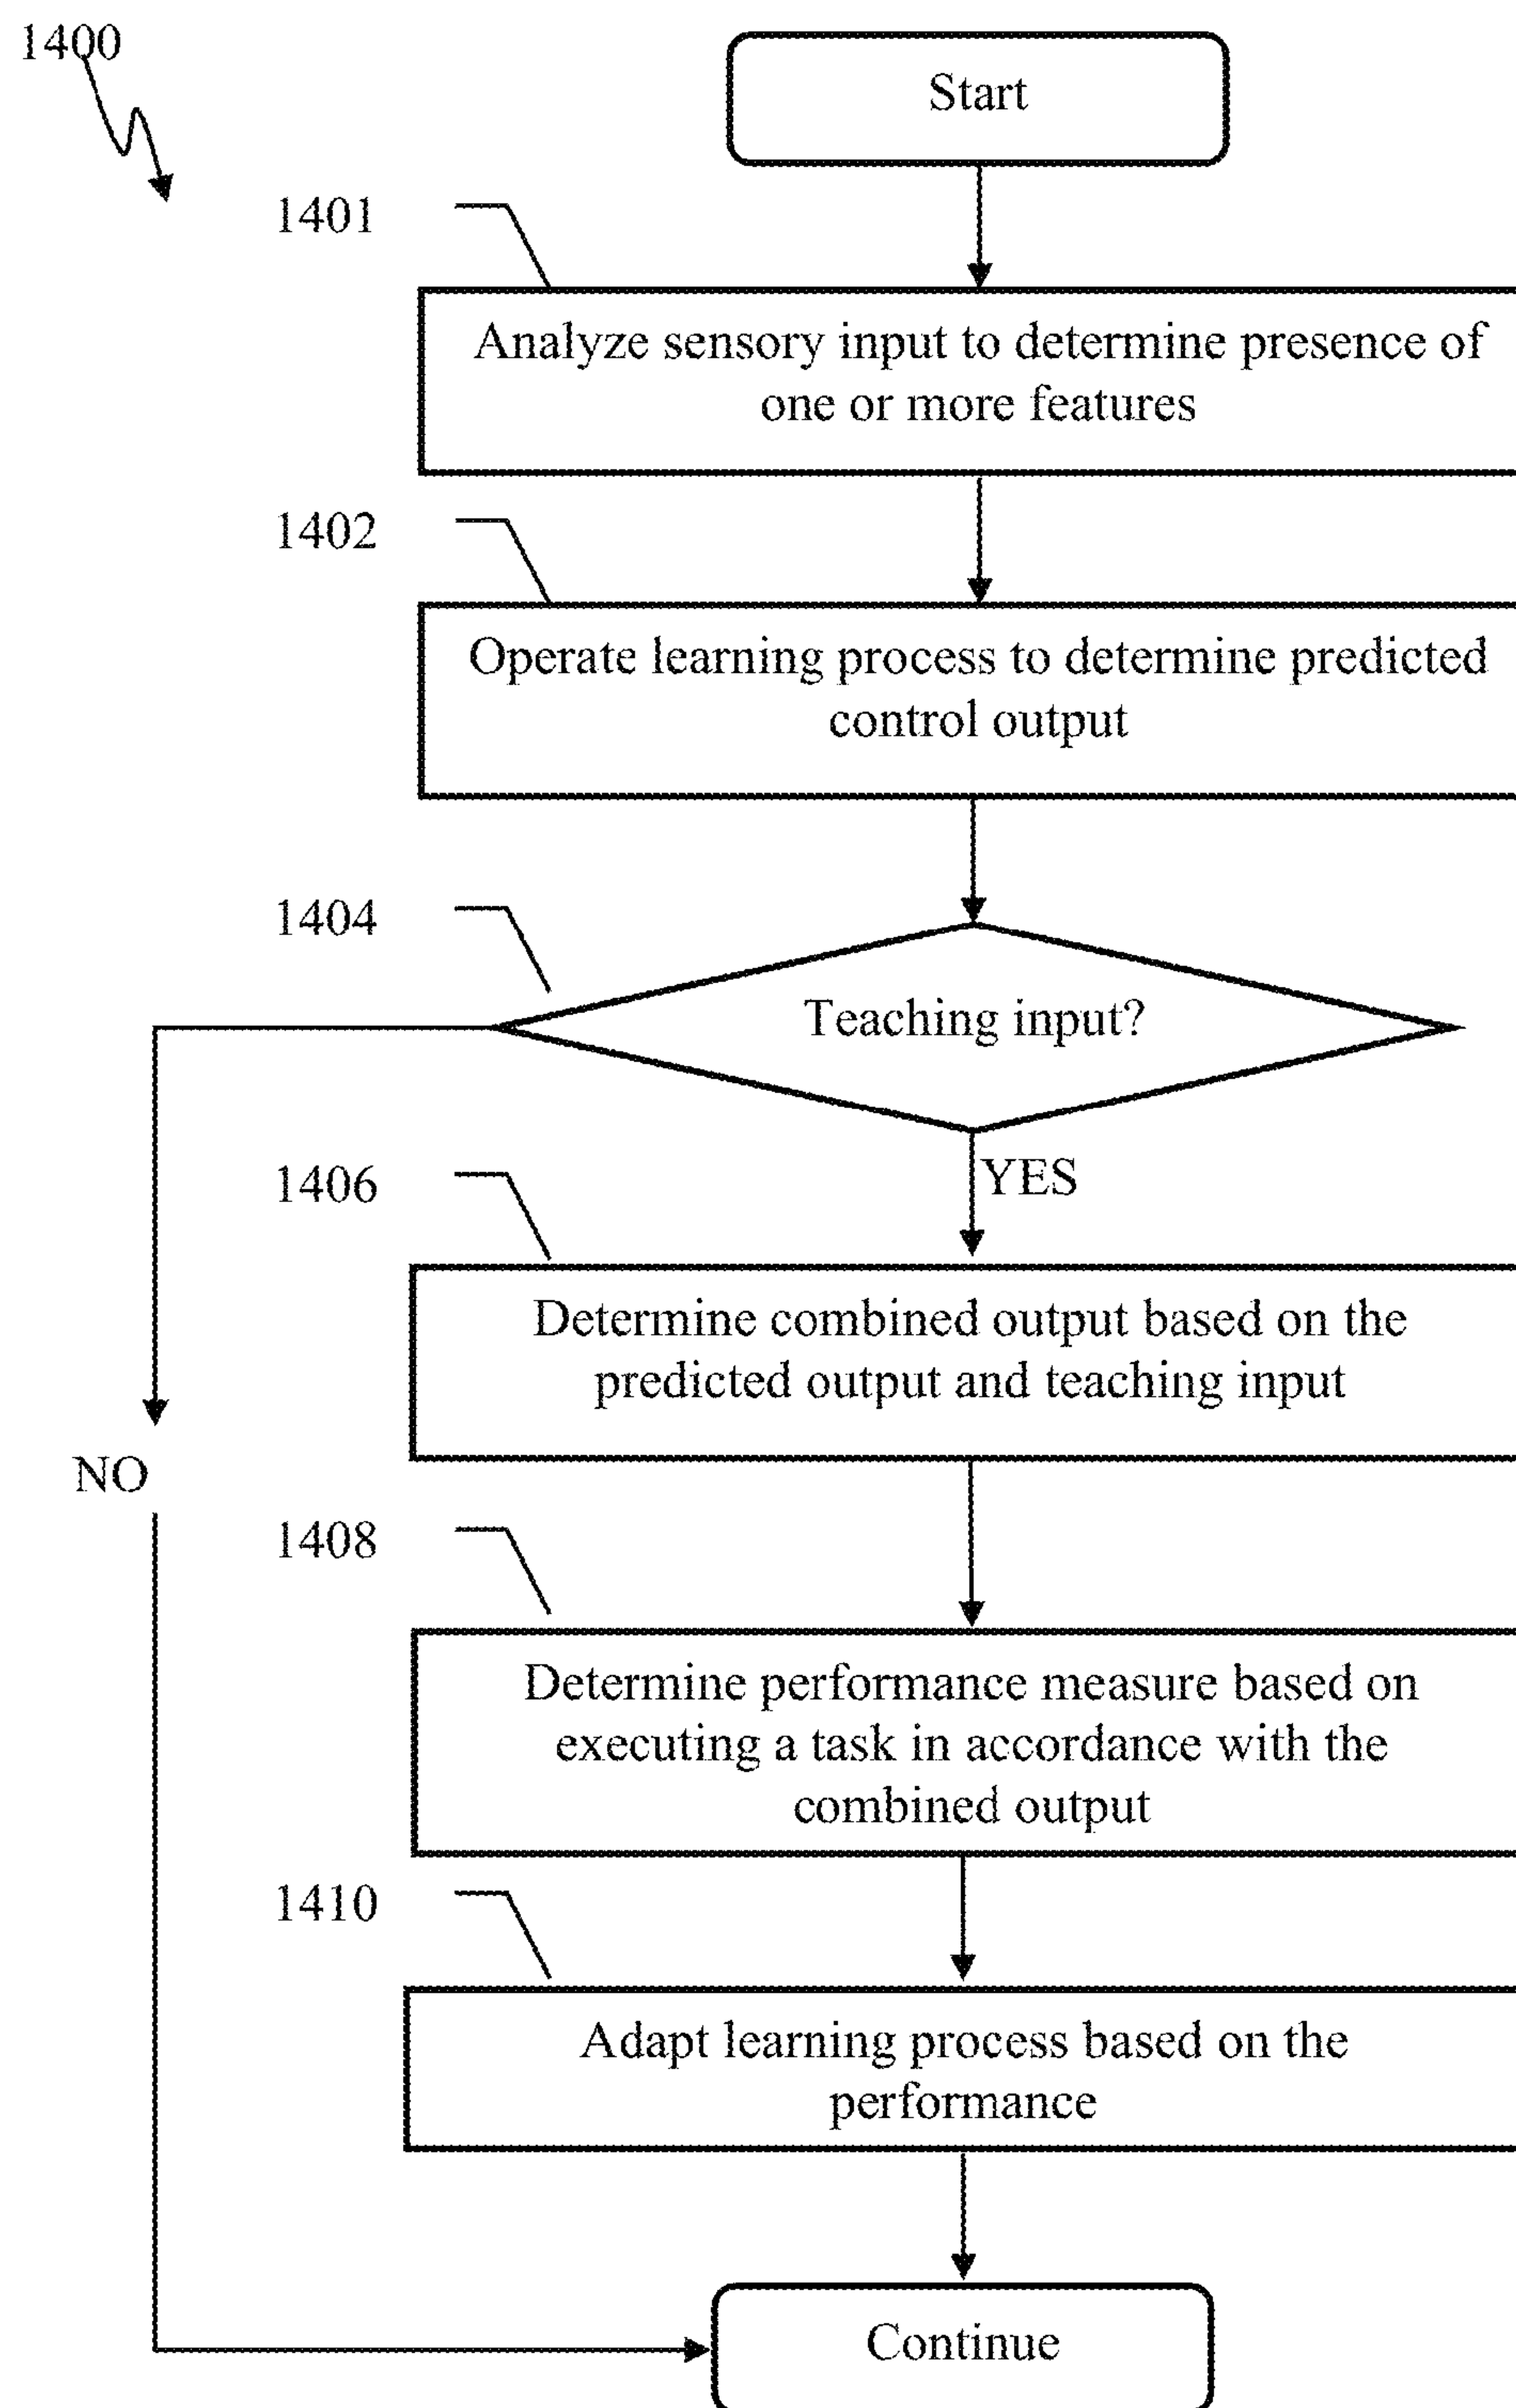 1400
Start
1401
Analyze sensory input to determine presence of
one or more features
1402
Operate learning process to determine predicted
control output
1404
Teaching input?
YES
1406
Determine combined output based on the
predicted output and teaching input
NO
1408
Determine performance measure based on
executing a task in accordance with the
combined output
1410
Adapt learning process based on the
performance
Continue